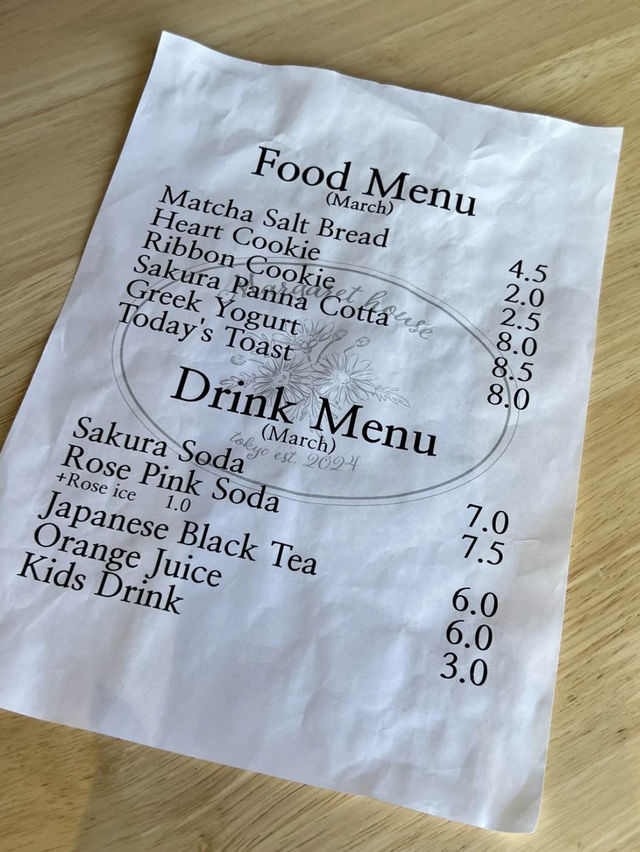 Food Menu
(March)
Matcha Salt Bread 4.5
Heart Cookie 2.0
Ribbon Cookie 2.5
Sakura Panna Cotta 8.0
Greek Yogurt 8.5
Today's Toast 8.0
margaret house
tokyo est. 2024
Drink Menu
(March)
Sakura Soda 7.0
Rose Pink Soda 7.5
+Rose ice 1.0
Japanese Black Tea 6.0
Orange Juice 6.0
Kids Drink 3.0